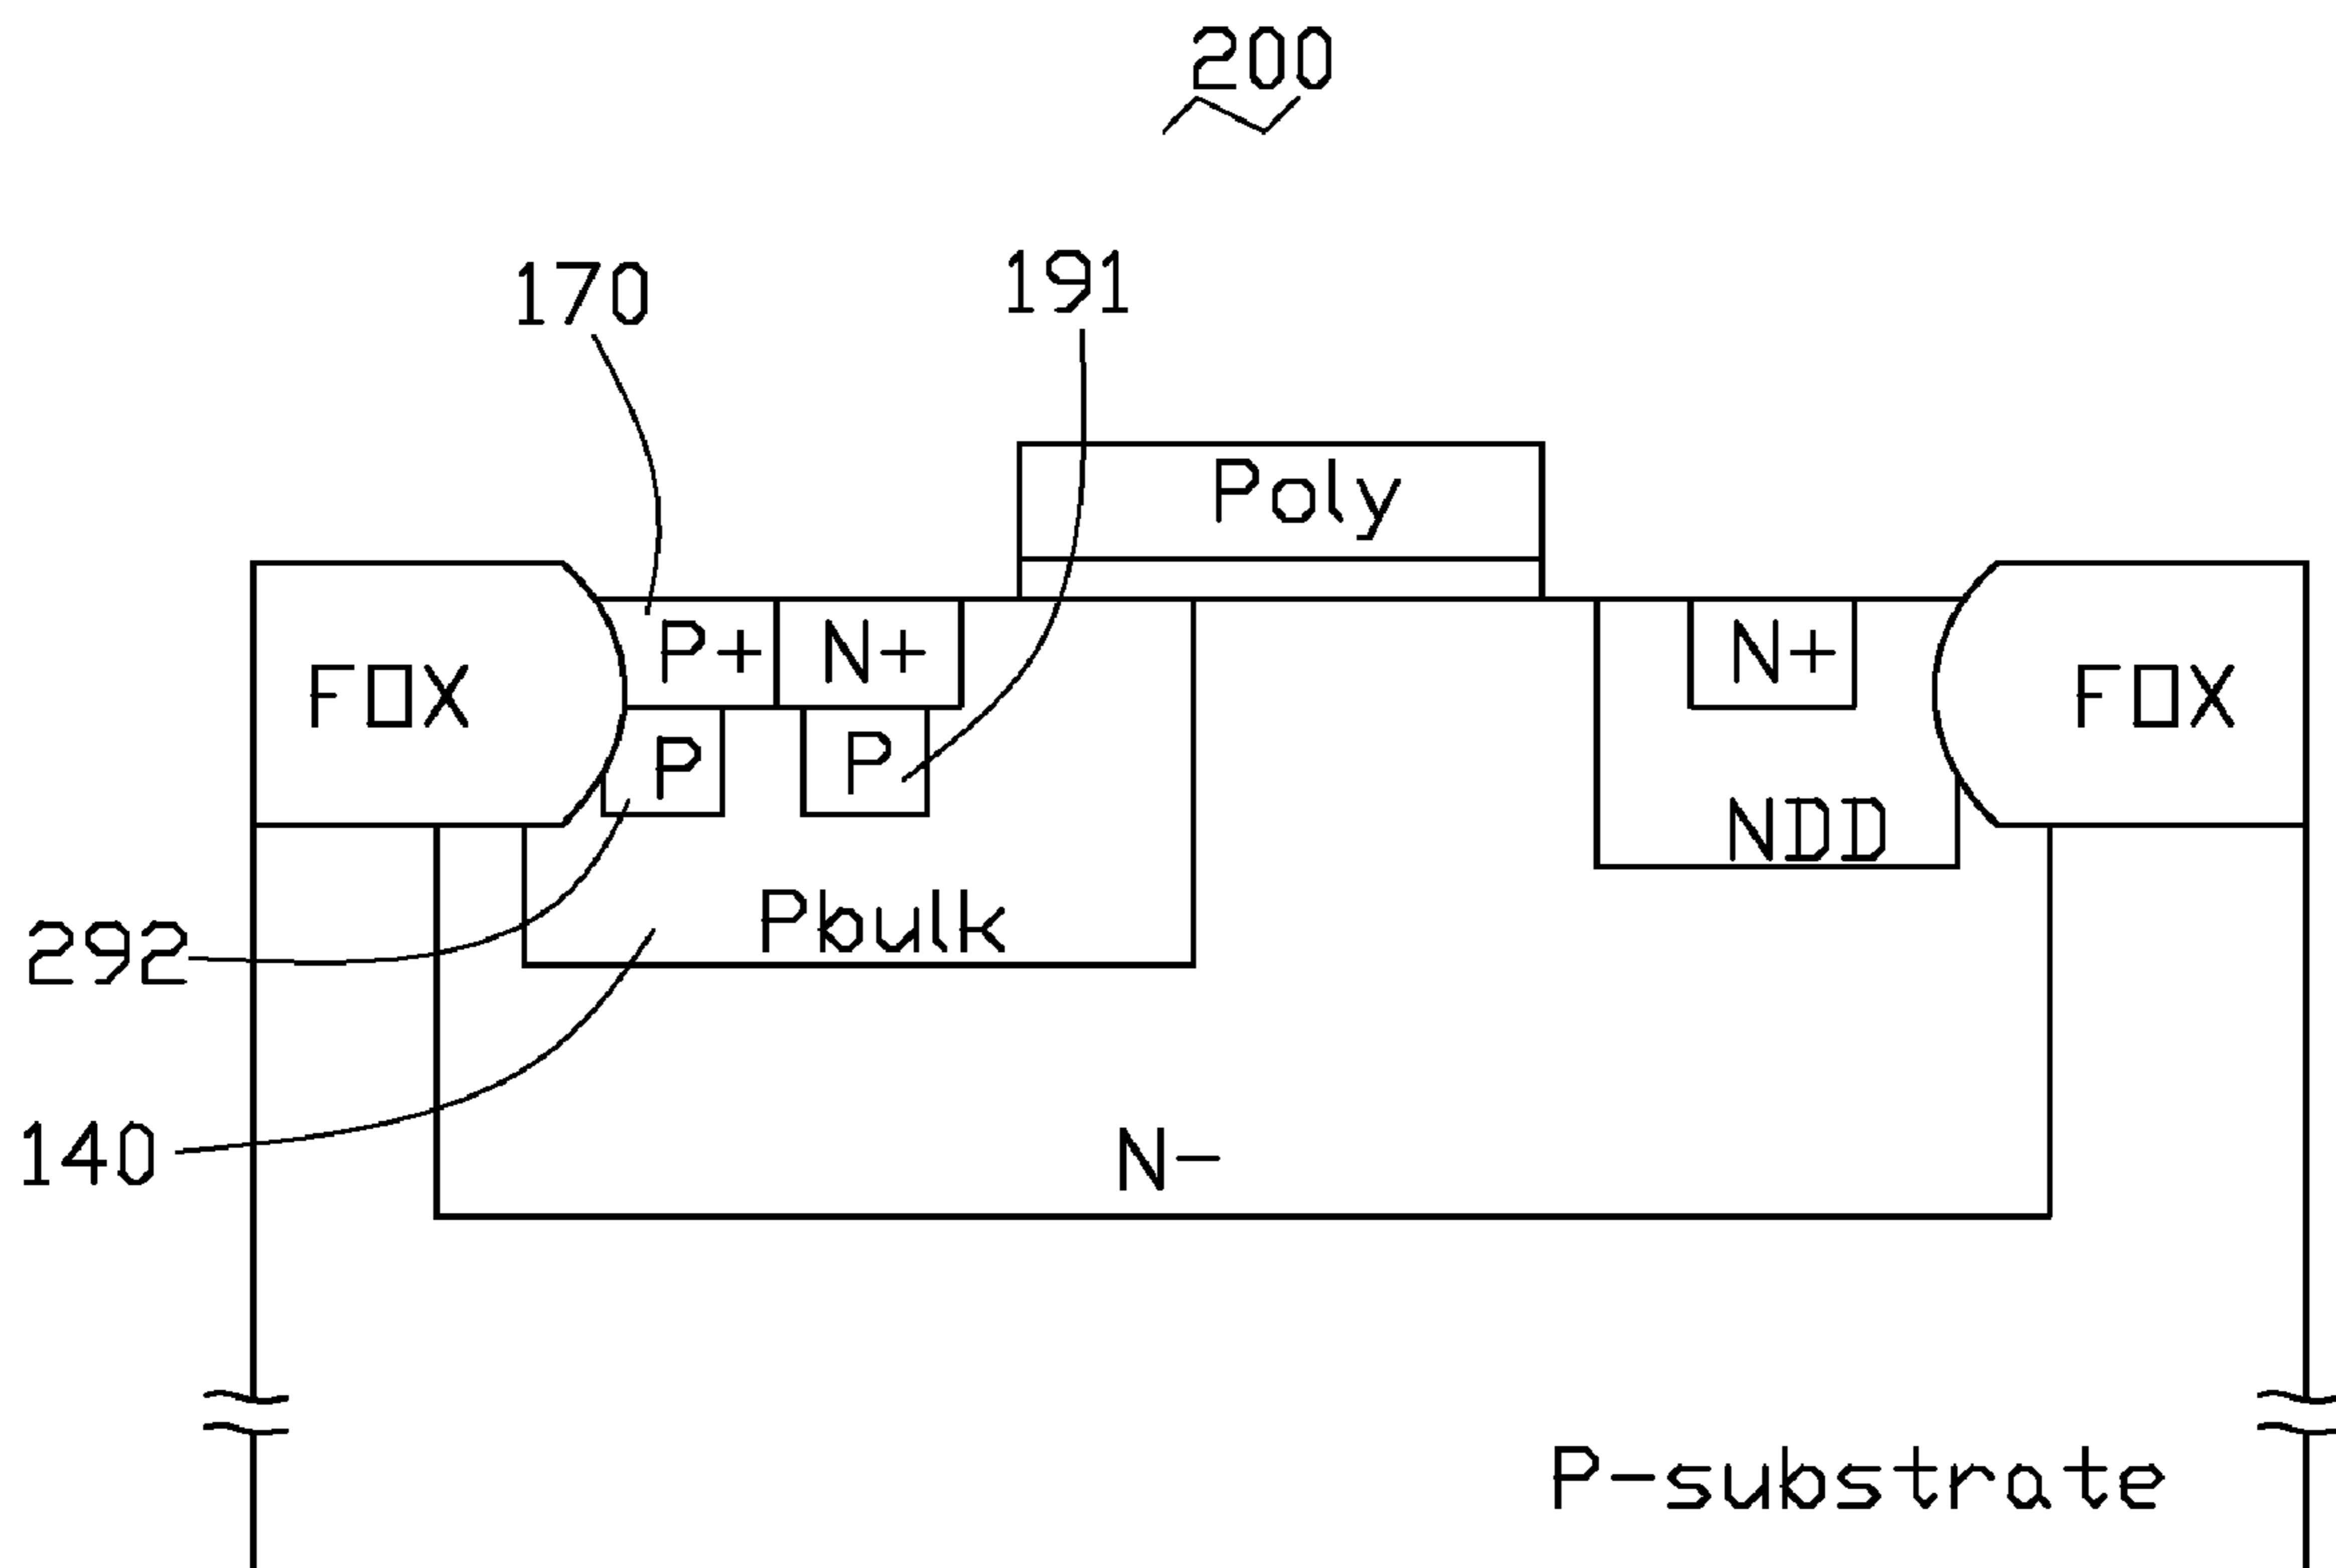 200
170 191
Poly
FOX P+ N+ N+ FOX
P P
NDD
Pbulk
292
140
N-
P-substrate